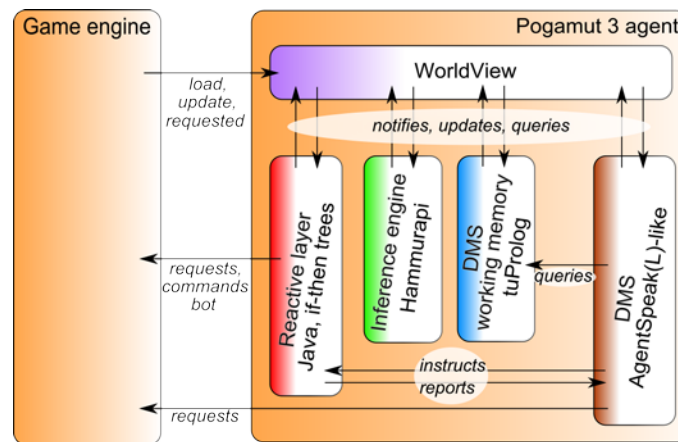 Game engine
Pogamut 3 agent
WorldView
load,
update,
requested
notifies, updates, queries
Reactive layer
Java, if-then trees
Inference engine
Hammurapi
DMS
working memory
tuProlog
DMS
AgentSpeak(L)-like
queries
requests,
commands
bot
instructs
reports
requests